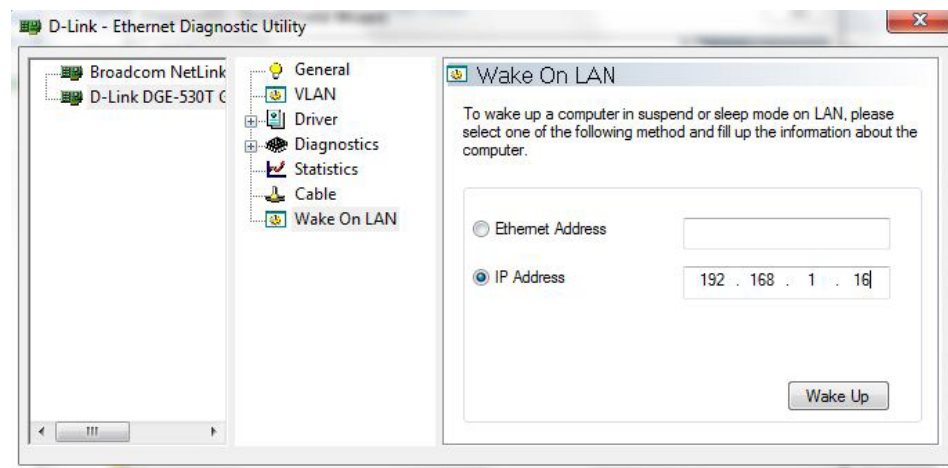 D-Link - Ethernet Diagnostic Utility
Broadcom NetLink
D-Link DGE-530T
General
VLAN
Driver
Diagnostics
Statistics
Cable
Wake On LAN
Wake On LAN
To wake up a computer in suspend or sleep mode on LAN, please
select one of the following method and fill up the information about the
computer.
Ethernet Address
IP Address
192 . 168 . 1 . 16
Wake Up